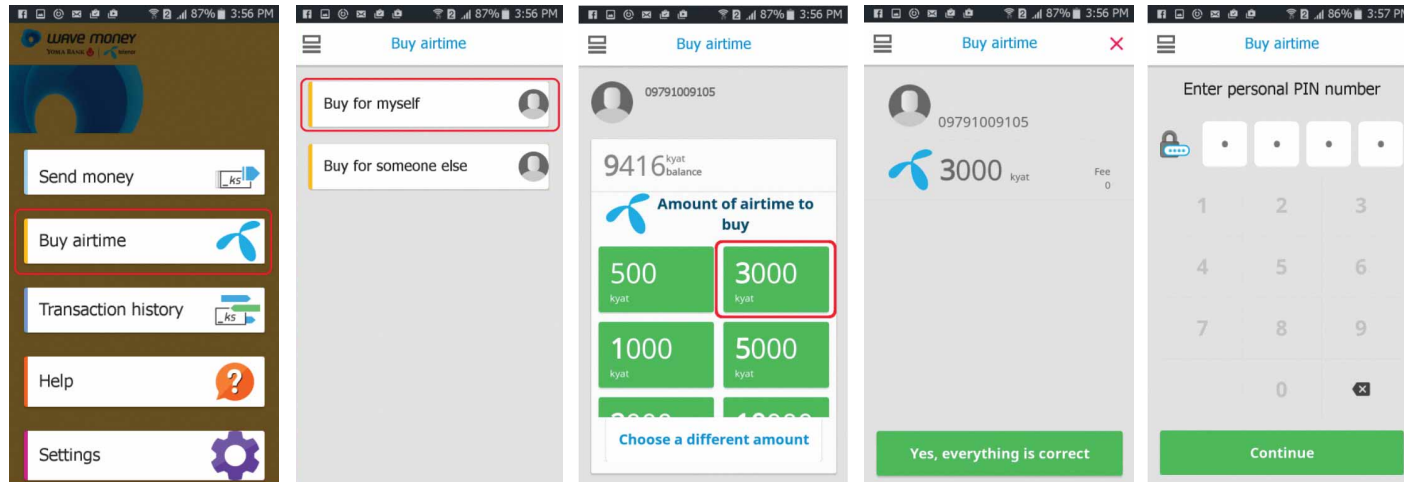 87% 3:56 PM
wave money
YOMA BANK
Send money
_ks
Buy airtime
Transaction history
_ks
Help
?
Settings
87% 3:56 PM
Buy airtime
Buy for myself
Buy for someone else
87% 3:56 PM
Buy airtime
09791009105
9416 kyat
balance
Amount of airtime to
buy
500
kyat
3000
kyat
1000
kyat
5000
kyat
Choose a different amount
87% 3:56 PM
Buy airtime
09791009105
3000 kyat
Fee
0
Yes, everything is correct
86% 3:57 PM
Buy airtime
Enter personal PIN number
1 2 3
4 5 6
7 8 9
0
Continue